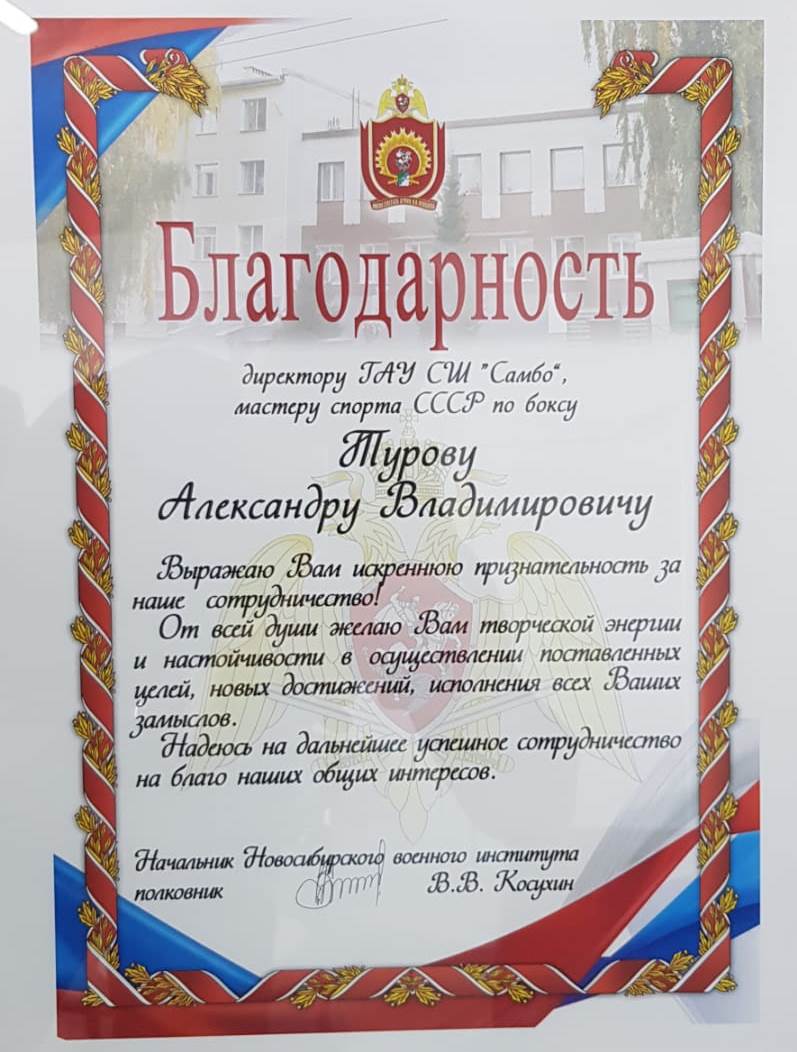 Благодарность
директору ГАУ СШ "Самбо",
мастеру спорта СССР по боксу
Турову
Александру Владимировичу
Выражаю Вам искреннюю признательность за
наше сотрудничество!
От всей души желаю Вам творческой энергии
и настойчивости в осуществлении поставленных
целей, новых достижений, исполнения всех Ваших
замыслов.
Надеюсь на дальнейшее успешное сотрудничество
на благо наших общих интересов.
Начальник Новосибирского военного института
полковник В.В. Косухин